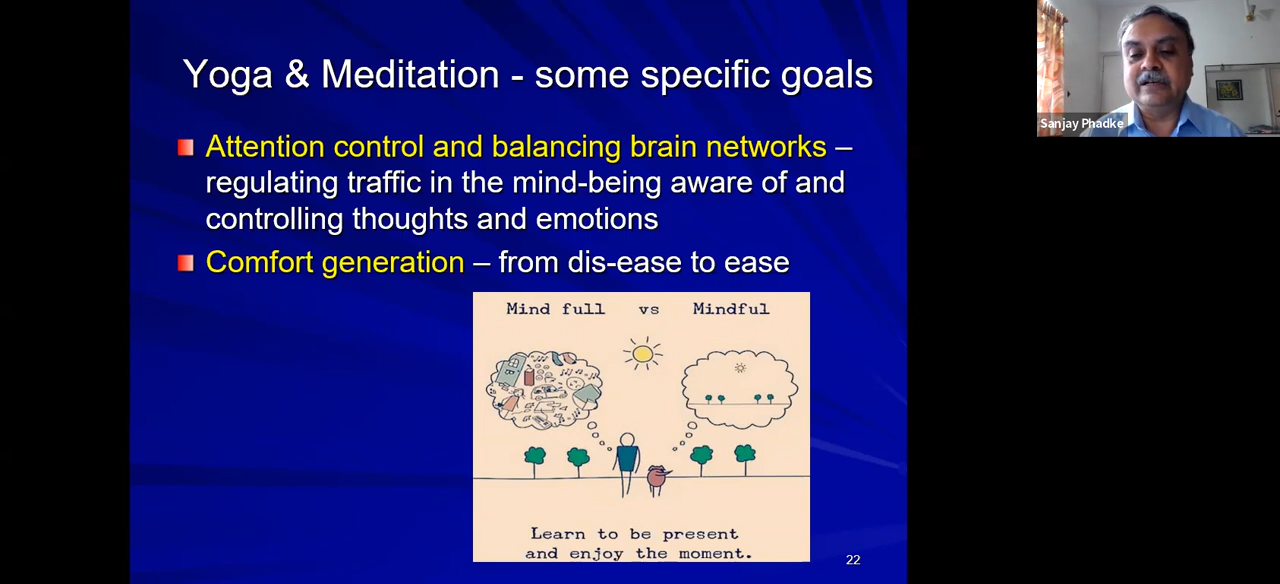 Yoga & Meditation - some specific goals
Attention control and balancing brain networks –
regulating traffic in the mind-being aware of and
controlling thoughts and emotions
Comfort generation – from dis-ease to ease
Mind full vs Mindful
Learn to be present
and enjoy the moment.
22
Sanjay Phadke